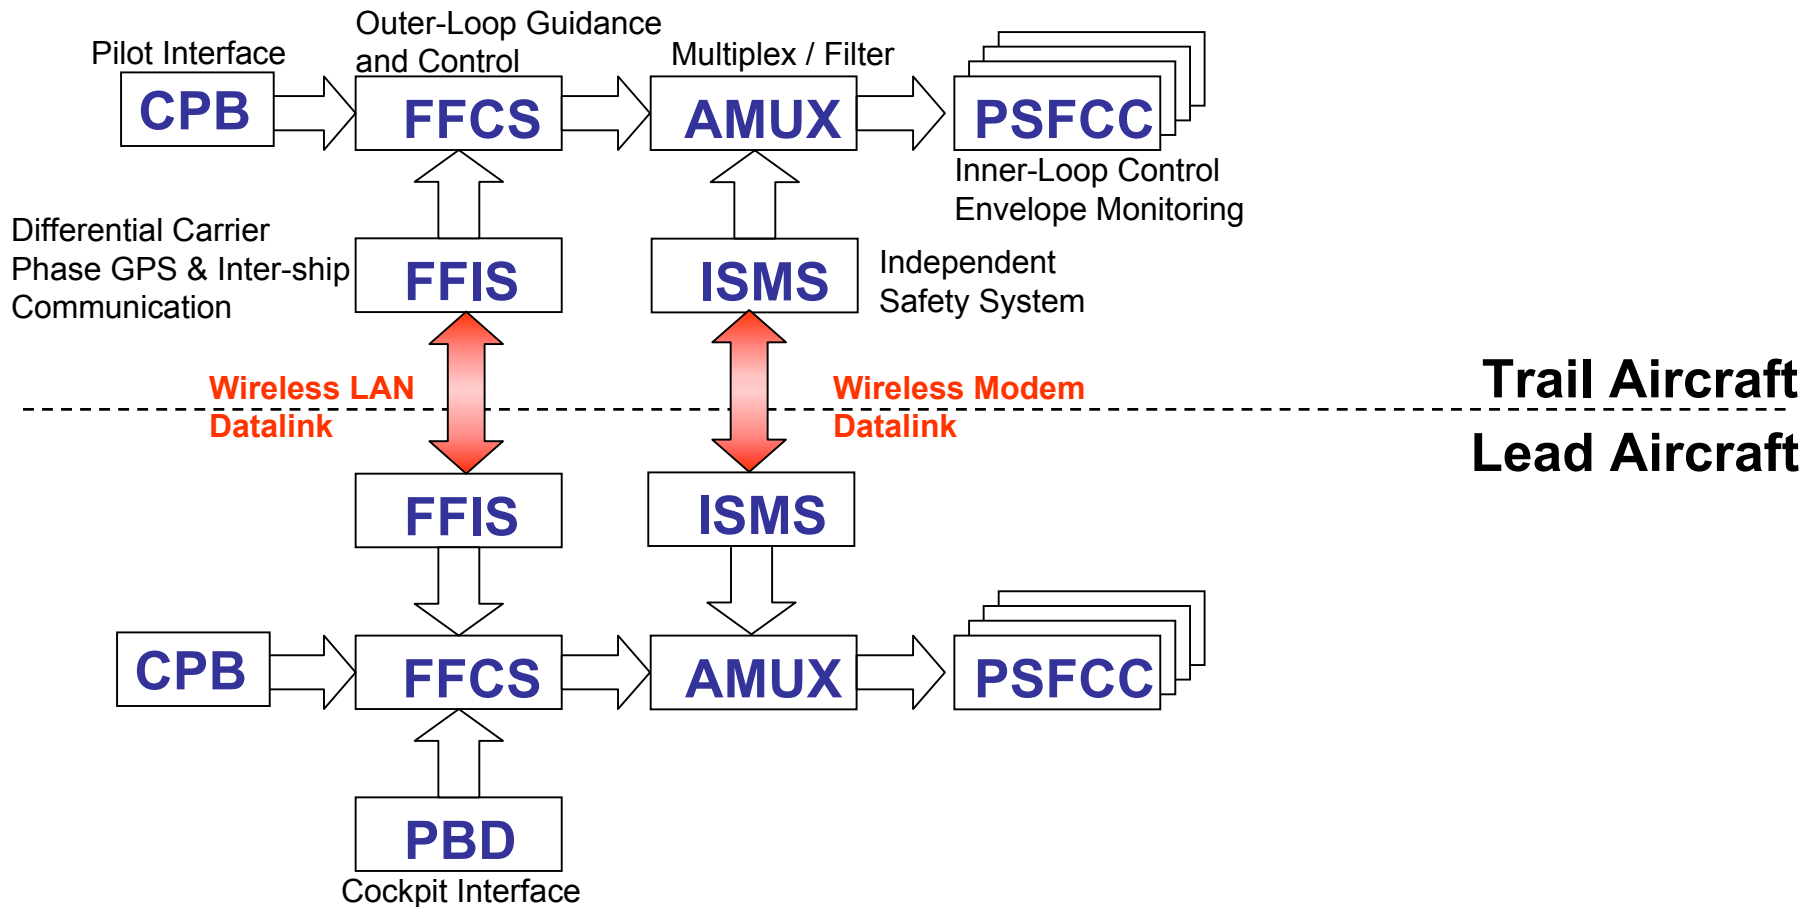 Outer-Loop Guidance
and Control
Pilot Interface
Multiplex / Filter
CPB
FFCS
AMUX
PSFCC
Inner-Loop Control
Envelope Monitoring
Differential Carrier
Phase GPS & Inter-ship
Communication
FFIS
ISMS
Independent
Safety System
Wireless LAN
Datalink
Wireless Modem
Datalink
Trail Aircraft
Lead Aircraft
FFIS
ISMS
CPB
FFCS
AMUX
PSFCC
PBD
Cockpit Interface